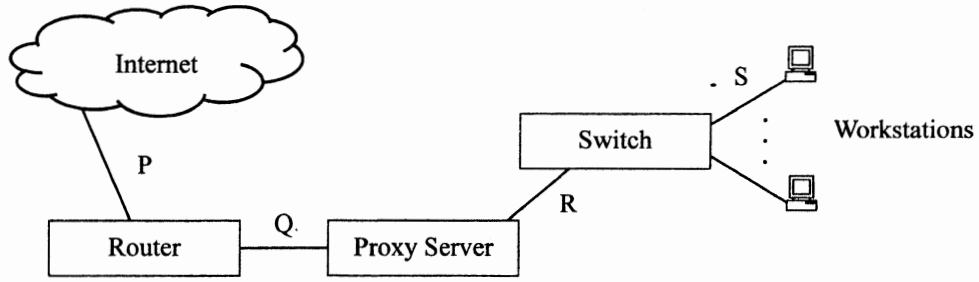 Internet
S
Switch
Workstations
P
R
Q
Router
Proxy Server